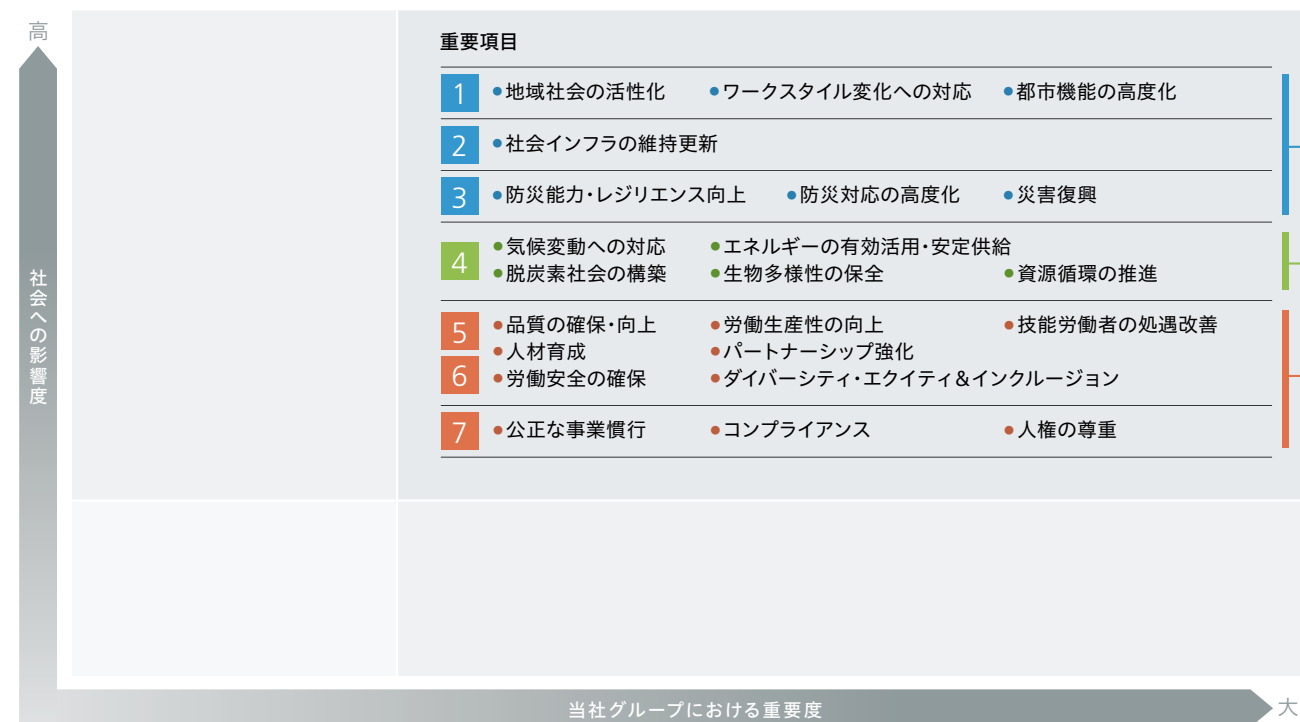 高
重要項目
1 ●地域社会の活性化 ●ワークスタイル変化への対応 ●都市機能の高度化
2 ●社会インフラの維持更新
3 ●防災能力・レジリエンス向上 ●防災対応の高度化 ●災害復興
4 ●気候変動への対応 ●エネルギーの有効活用・安定供給
●脱炭素社会の構築 ●生物多様性の保全 ●資源循環の推進
5 ●品質の確保・向上 ●労働生産性の向上 ●技能労働者の処遇改善
●人材育成 ●パートナーシップ強化
6 ●労働安全の確保 ●ダイバーシティ・エクイティ&インクルージョン
7 ●公正な事業慣行 ●コンプライアンス ●人権の尊重
社会への影響度
当社グループにおける重要度
大